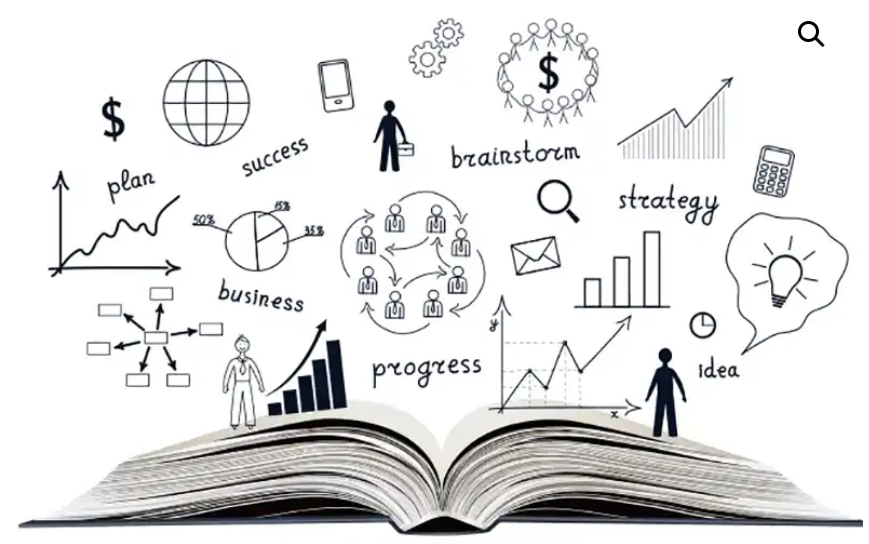 $
$
success
brainstorm
plan
strategy
50%
15%
35%
business
y
progress
idea
x